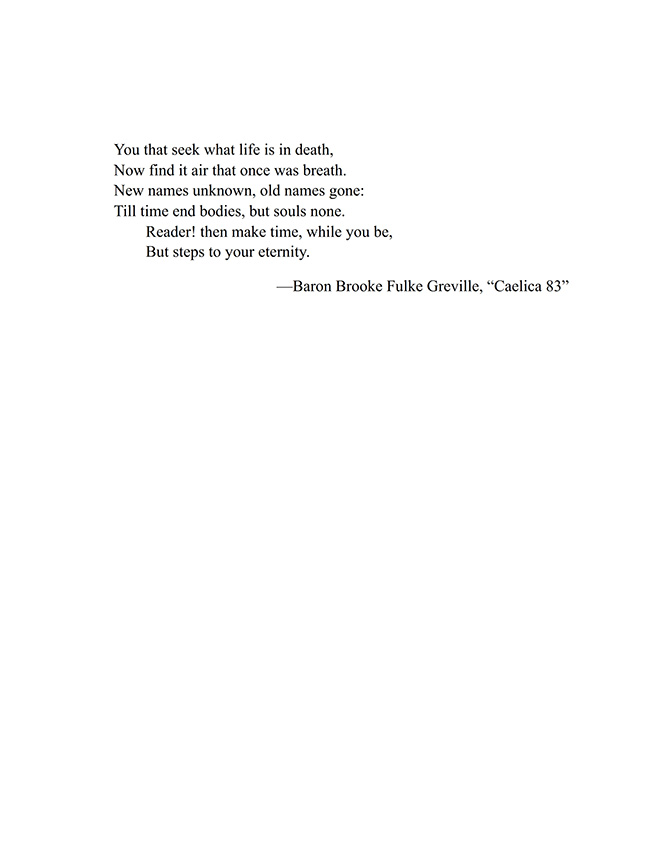 You that seek what life is in death,
Now find it air that once was breath.
New names unknown, old names gone:
Till time end bodies, but souls none.
Reader! then make time, while you be,
But steps to your eternity.
—Baron Brooke Fulke Greville, “Caelica 83”